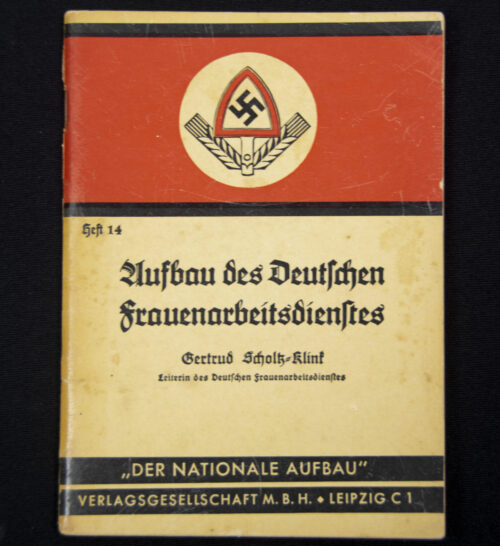 Heft 14
Aufbau des Deutschen
Frauenarbeitsdienstes
Gertrud Scholtz-Klink
Leiterin des Deutschen Frauenarbeitsdienstes
„DER NATIONALE AUFBAU"
VERLAGSGESELLSCHAFT M. B. H. ⬥ LEIPZIG C 1